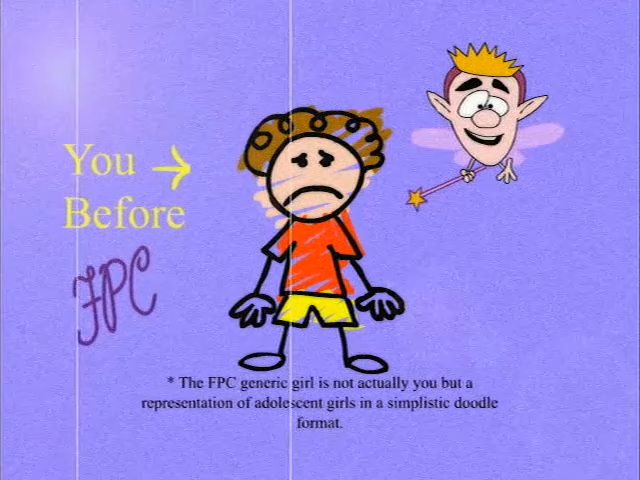 You →
Before
FPC
* The FPC generic girl is not actually you but a
representation of adolescent girls in a simplistic doodle
format.